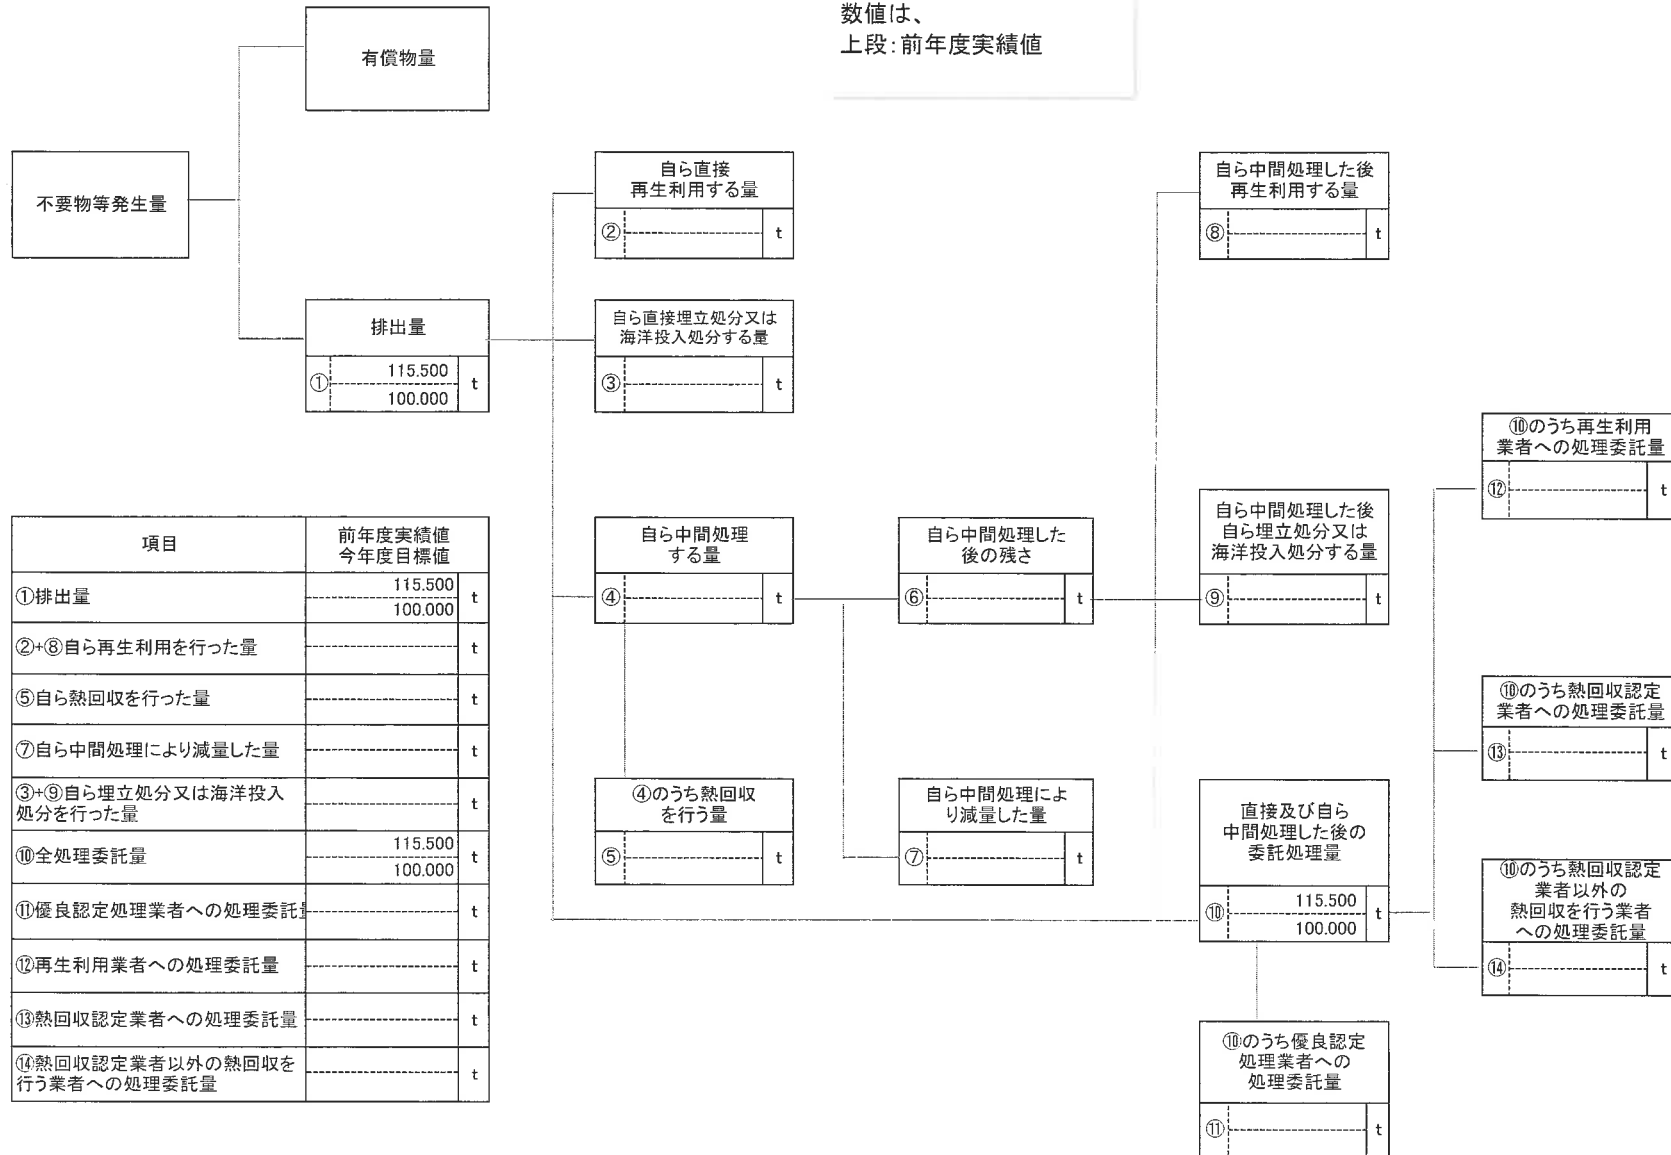 数値は、
上段:前年度実績値
有償物量
不要物等発生量
排出量
① 115.500 t
100.000
自ら直接
再生利用する量
② t
自ら直接埋立処分又は
海洋投入処分する量
③ t
自ら中間処理した後
再生利用する量
⑧ t
自ら中間処理
する量
④ t
自ら中間処理した
後の残さ
⑥ t
自ら中間処理した後
自ら埋立処分又は
海洋投入処分する量
⑨ t
④のうち熱回収
を行う量
⑤ t
自ら中間処理によ
り減量した量
⑦ t
直接及び自ら
中間処理した後の
委託処理量
⑩ 115.500 t
100.000
⑩のうち優良認定
処理業者への
処理委託量
⑪ t
⑩のうち再生利用
業者への処理委託量
⑫ t
⑩のうち熱回収認定
業者への処理委託量
⑬ t
⑩のうち熱回収認定
業者以外の
熱回収を行う業者
への処理委託量
⑭ t
項目 前年度実績値
今年度目標値
①排出量 115.500 t
100.000
②+⑧自ら再生利用を行った量 t
⑤自ら熱回収を行った量 t
⑦自ら中間処理により減量した量 t
③+⑨自ら埋立処分又は海洋投入
処分を行った量 t
⑩全処理委託量 115.500 t
100.000
⑪優良認定処理業者への処理委託 t
⑫再生利用業者への処理委託量 t
⑬熱回収認定業者への処理委託量 t
⑭熱回収認定業者以外の熱回収を
行う業者への処理委託量 t